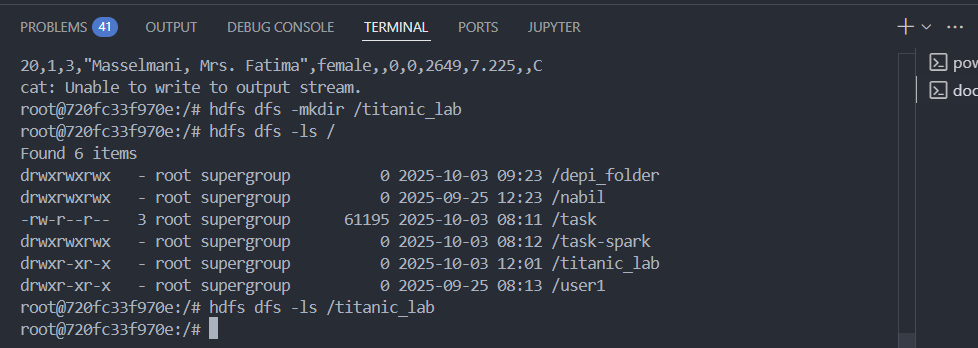 PROBLEMS 41 OUTPUT DEBUG CONSOLE TERMINAL PORTS JUPYTER
20,1,3,"Masselmani, Mrs. Fatima",female,,0,0,2649,7.225,,C
cat: Unable to write to output stream.
root@720fc33f970e:/# hdfs dfs -mkdir /titanic_lab
root@720fc33f970e:/# hdfs dfs -ls /
Found 6 items
drwxrwxrwx   - root supergroup          0 2025-10-03 09:23 /depi_folder
drwxrwxrwx   - root supergroup          0 2025-09-25 12:23 /nabil
-rw-r--r--   3 root supergroup      61195 2025-10-03 08:11 /task
drwxrwxrwx   - root supergroup          0 2025-10-03 08:12 /task-spark
drwxr-xr-x   - root supergroup          0 2025-10-03 12:01 /titanic_lab
drwxr-xr-x   - root supergroup          0 2025-09-25 08:13 /user1
root@720fc33f970e:/# hdfs dfs -ls /titanic_lab
root@720fc33f970e:/#
pow
doc